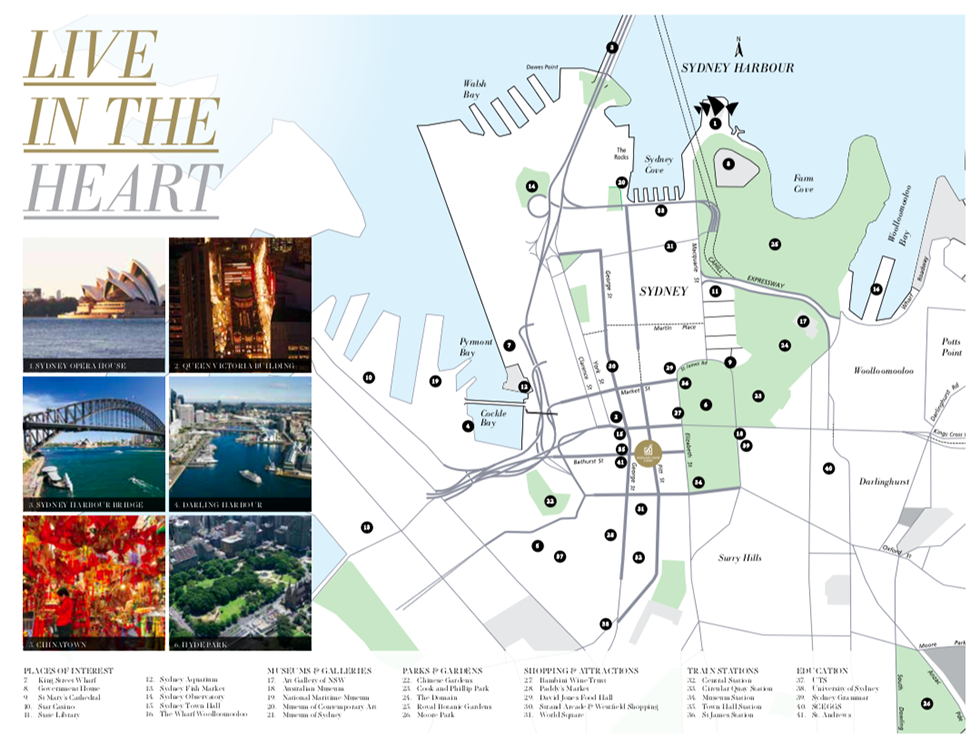 LIVE
IN THE
HEART
1. SYDNEY OPERA HOUSE
2. QUEEN VICTORIA BUILDING
3. SYDNEY HARBOUR BRIDGE
4. DARLING HARBOUR
5. CHINATOWN
6. HYDE PARK
N
SYDNEY HARBOUR
Dawes Point
Walsh
Bay
The
Rocks
Sydney
Cove
Farm
Cove
Woolloomooloo
Bay
Wharf Roadway
Macquarie St
CAHILL
EXPRESSWAY
George St
SYDNEY
Martin Place
Pyrmont
Bay
Clarence St
York St
Market St
St James Rd
Potts
Point
Woolloomooloo
Darlinghurst Rd
Kings Cross
Cockle
Bay
Bathurst St
George St
Pitt St
Elizabeth St
Darlinghurst
Oxford St
Surry Hills
Moore Park
South Dowling
Anzac
3
1
8
14
20
33
21
25
11
16
17
24
7
10
19
12
30
29
9
36
6
23
27
4
2
15
35
41
18
39
40
34
22
31
13
5
37
28
32
38
26
PLACES OF INTEREST
7 King Street Wharf
8 Government House
9 St Mary's Cathedral
10. Star Casino
11. State Library
12. Sydney Aquarium
13. Sydney Fish Market
14. Sydney Observatory
15. Sydney Town Hall
16 The Wharf Woolloomooloo
MUSEUMS & GALLERIES
17. Art Gallery of NSW
18 Australian Museum
19. National Maritime Museum
20. Museum of Contemporary Art
21. Museum of Sydney
PARKS & GARDENS
22. Chinese Gardens
23. Cook and Phillip Park
24. The Domain
25. Royal Botanic Gardens
26 Moore Park
SHOPPING & ATTRACTIONS
27. Bambini Wine Trust
28. Paddy's Market
29. David Jones Food Hall
30. Strand Arcade & Westfield Shopping
31. World Square
TRAIN STATIONS
32. Central Station
33. Circular Quay Station
34. Museum Station
35. Town Hall Station
36. St James Station
EDUCATION
37. UTS
38. University of Sydney
39. Sydney Grammar
40. SCEGGS
41. St. Andrews